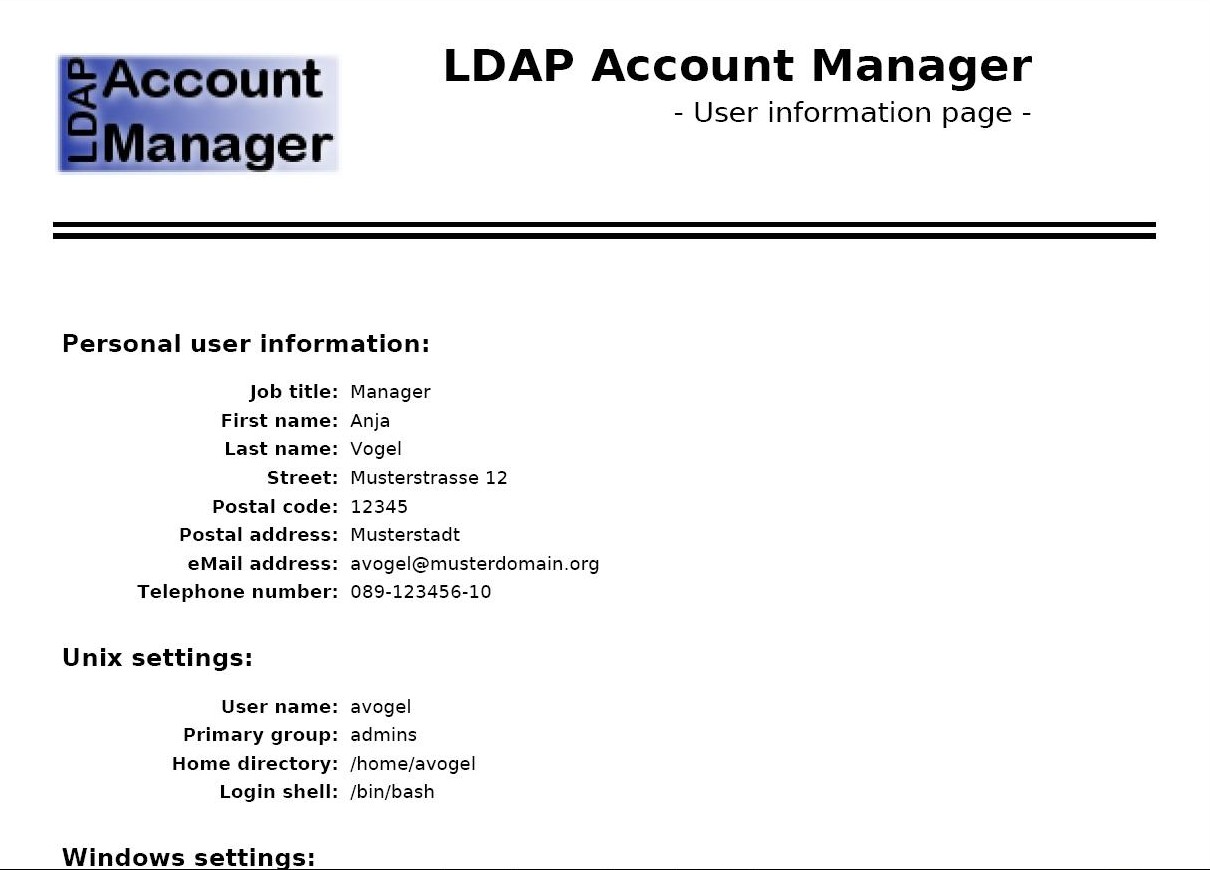 LDAP Account Manager
LDAP Account Manager
- User information page -
Personal user information:
Job title: Manager
First name: Anja
Last name: Vogel
Street: Musterstrasse 12
Postal code: 12345
Postal address: Musterstadt
eMail address: avogel@musterdomain.org
Telephone number: 089-123456-10
Unix settings:
User name: avogel
Primary group: admins
Home directory: /home/avogel
Login shell: /bin/bash
Windows settings: